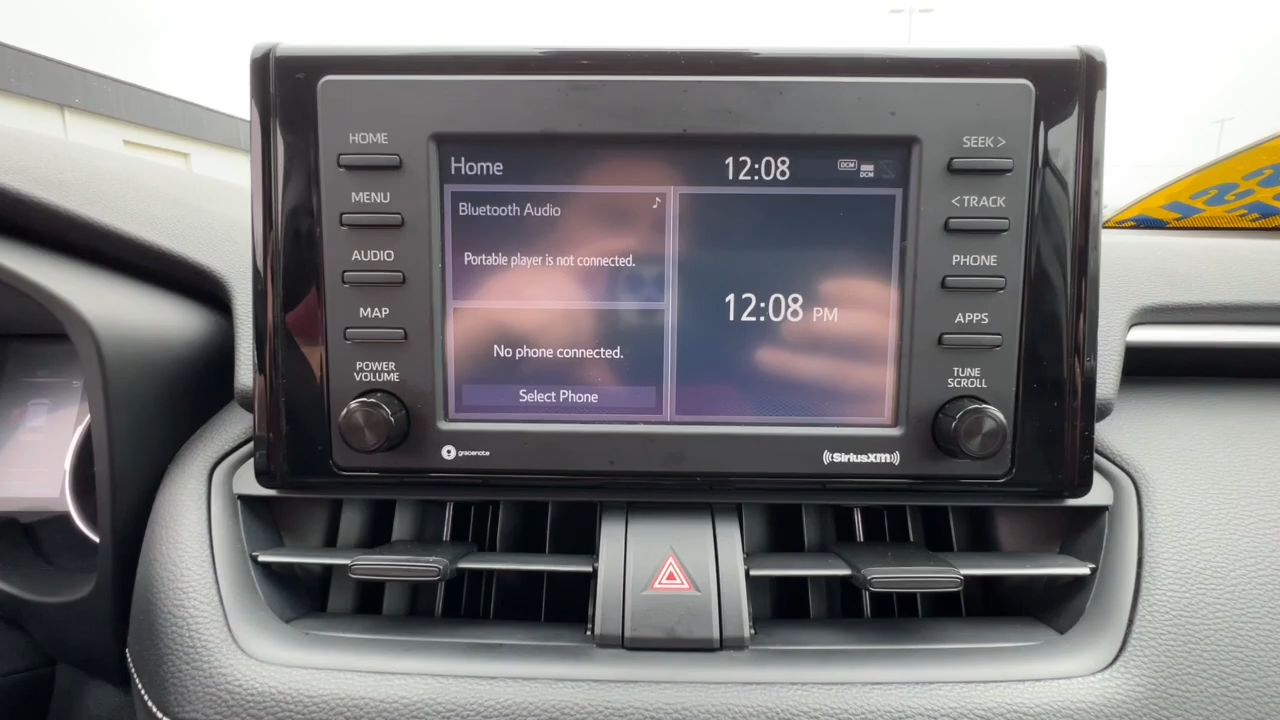 HOME
MENU
AUDIO
MAP
POWER
VOLUME
Home
12:08
DCM
DCM
Bluetooth Audio
Portable player is not connected.
No phone connected.
Select Phone
12:08 PM
SEEK >
< TRACK
PHONE
APPS
TUNE
SCROLL
gracenote
SiriusXM